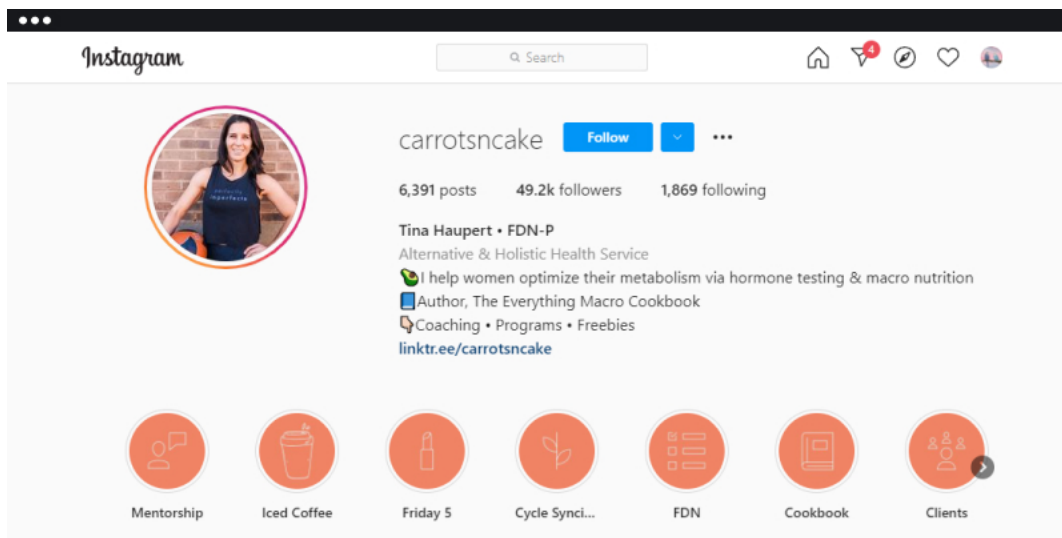 Instagram
Search
4
carrotsncake Follow
6,391 posts 49.2k followers 1,869 following
Tina Haupert • FDN-P
Alternative & Holistic Health Service
🥑I help women optimize their metabolism via hormone testing & macro nutrition
📘Author, The Everything Macro Cookbook
👇🏻Coaching • Programs • Freebies
linktr.ee/carrotsncake
Mentorship Iced Coffee Friday 5 Cycle Synci... FDN Cookbook Clients